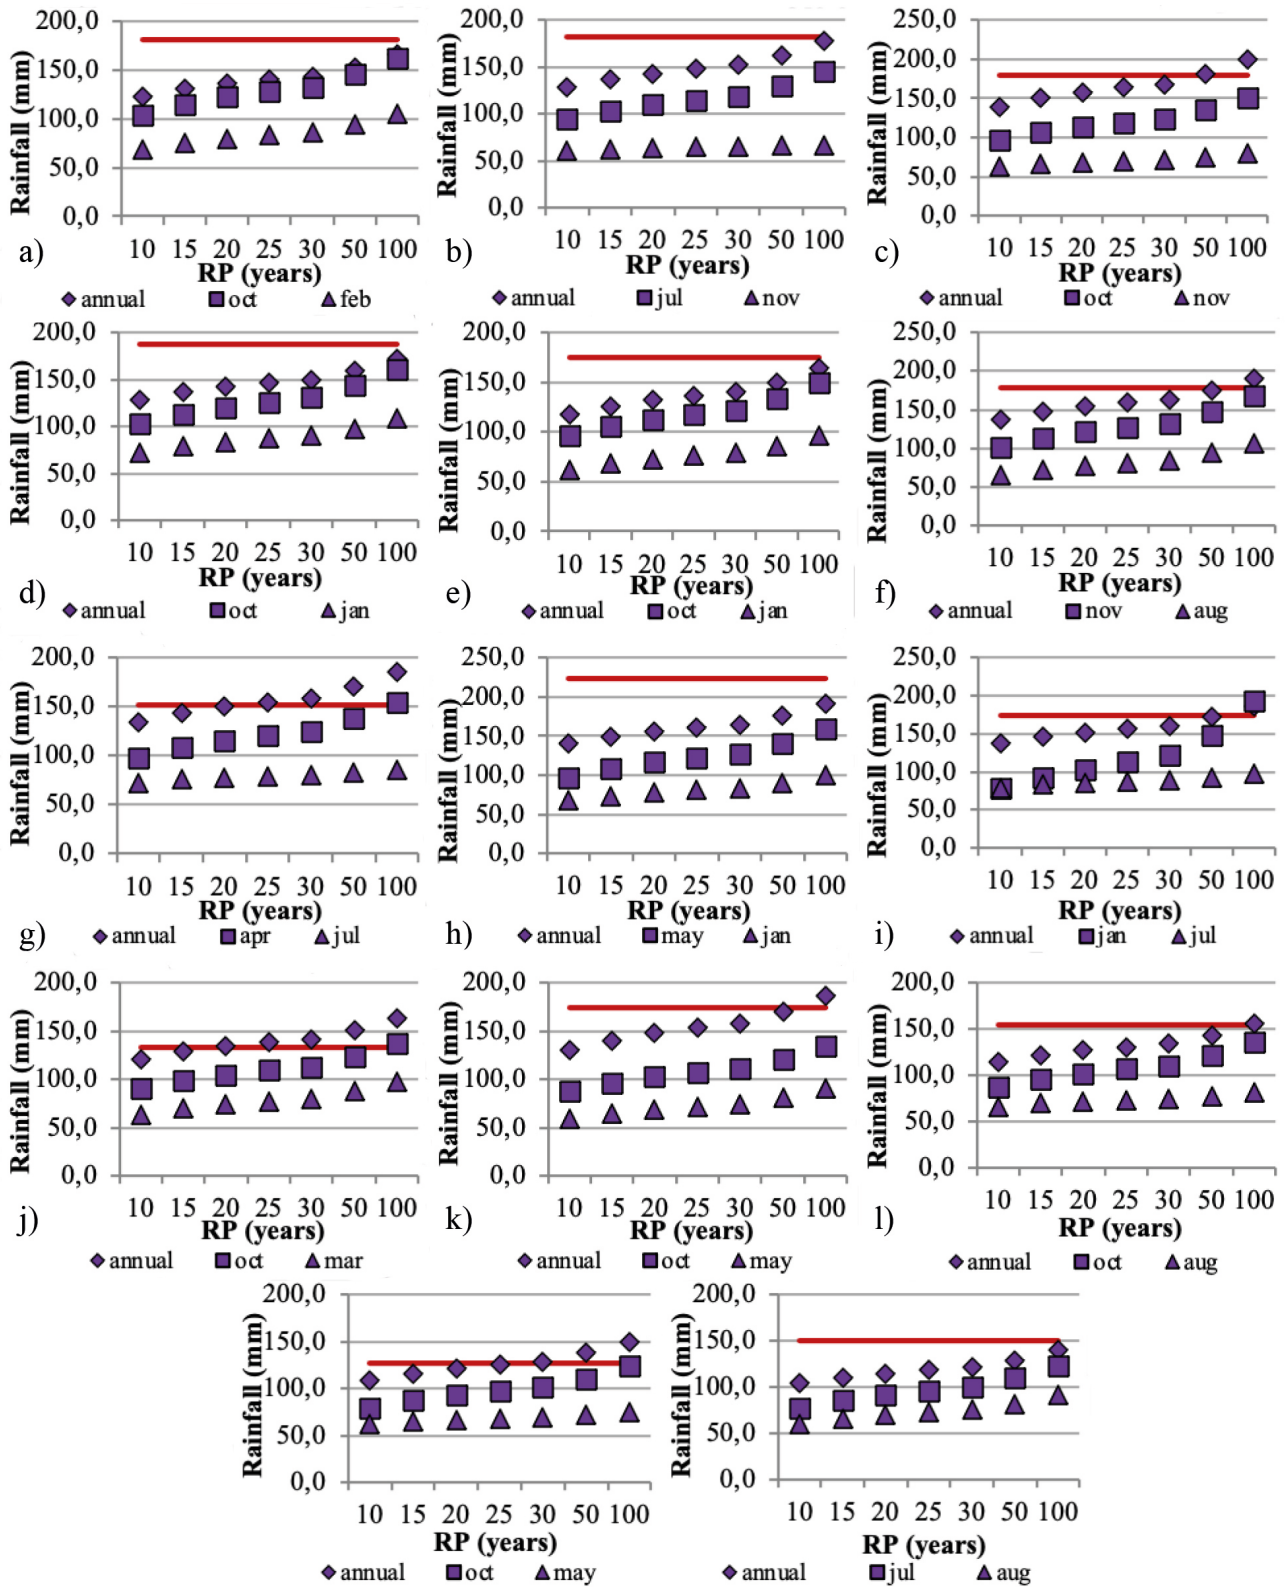 200,0
150,0
100,0
50,0
0,0
Rainfall (mm)
10 15 20 25 30 50 100
RP (years)
a)
annual oct feb
200,0
150,0
100,0
50,0
0,0
Rainfall (mm)
10 15 20 25 30 50 100
RP (years)
b)
annual jul nov
250,0
200,0
150,0
100,0
50,0
0,0
Rainfall (mm)
10 15 20 25 30 50 100
RP (years)
c)
annual oct nov
200,0
150,0
100,0
50,0
0,0
Rainfall (mm)
10 15 20 25 30 50 100
RP (years)
d)
annual oct jan
200,0
150,0
100,0
50,0
0,0
Rainfall (mm)
10 15 20 25 30 50 100
RP (years)
e)
annual oct jan
250,0
200,0
150,0
100,0
50,0
0,0
Rainfall (mm)
10 15 20 25 30 50 100
RP (years)
f)
annual nov aug
200,0
150,0
100,0
50,0
0,0
Rainfall (mm)
10 15 20 25 30 50 100
RP (years)
g)
annual apr jul
250,0
200,0
150,0
100,0
50,0
0,0
Rainfall (mm)
10 15 20 25 30 50 100
RP (years)
h)
annual may jan
250,0
200,0
150,0
100,0
50,0
0,0
Rainfall (mm)
10 15 20 25 30 50 100
RP (years)
i)
annual jan jul
200,0
150,0
100,0
50,0
0,0
Rainfall (mm)
10 15 20 25 30 50 100
RP (years)
j)
annual oct mar
200,0
150,0
100,0
50,0
0,0
Rainfall (mm)
10 15 20 25 30 50 100
RP (years)
k)
annual oct may
200,0
150,0
100,0
50,0
0,0
Rainfall (mm)
10 15 20 25 30 50 100
RP (years)
l)
annual oct aug
200,0
150,0
100,0
50,0
0,0
Rainfall (mm)
10 15 20 25 30 50 100
RP (years)
annual oct may
200,0
150,0
100,0
50,0
0,0
Rainfall (mm)
10 15 20 25 30 50 100
RP (years)
annual jul aug